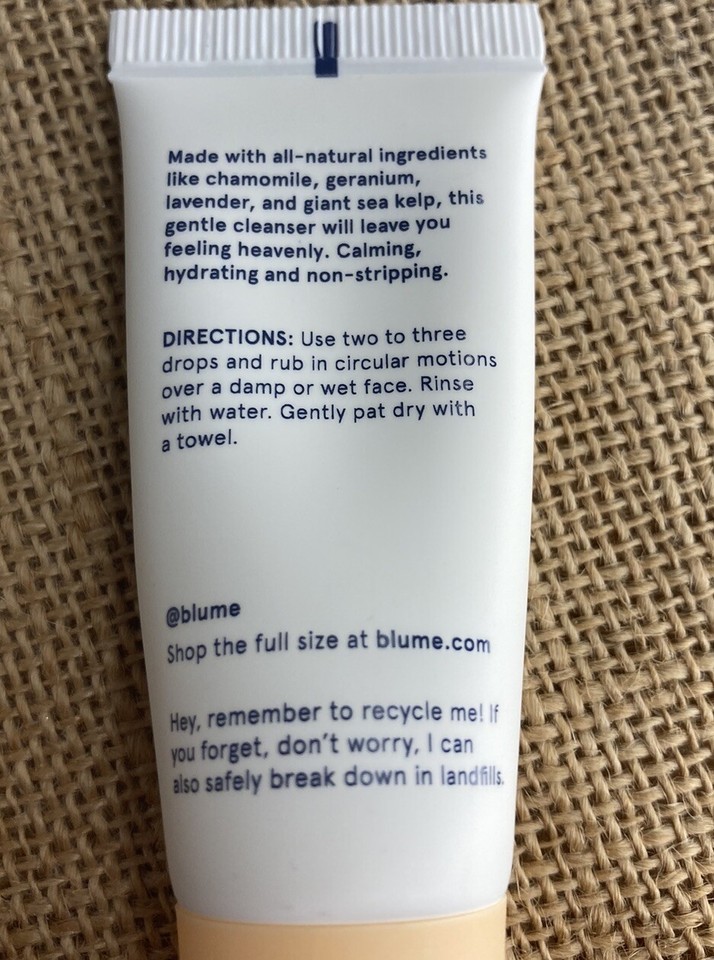 Made with all-natural ingredients
like chamomile, geranium,
lavender, and giant sea kelp, this
gentle cleanser will leave you
feeling heavenly. Calming,
hydrating and non-stripping.
DIRECTIONS: Use two to three
drops and rub in circular motions
over a damp or wet face. Rinse
with water. Gently pat dry with
a towel.
@blume
Shop the full size at blume.com
Hey, remember to recycle me! If
you forget, don't worry, I can
also safely break down in landfills.